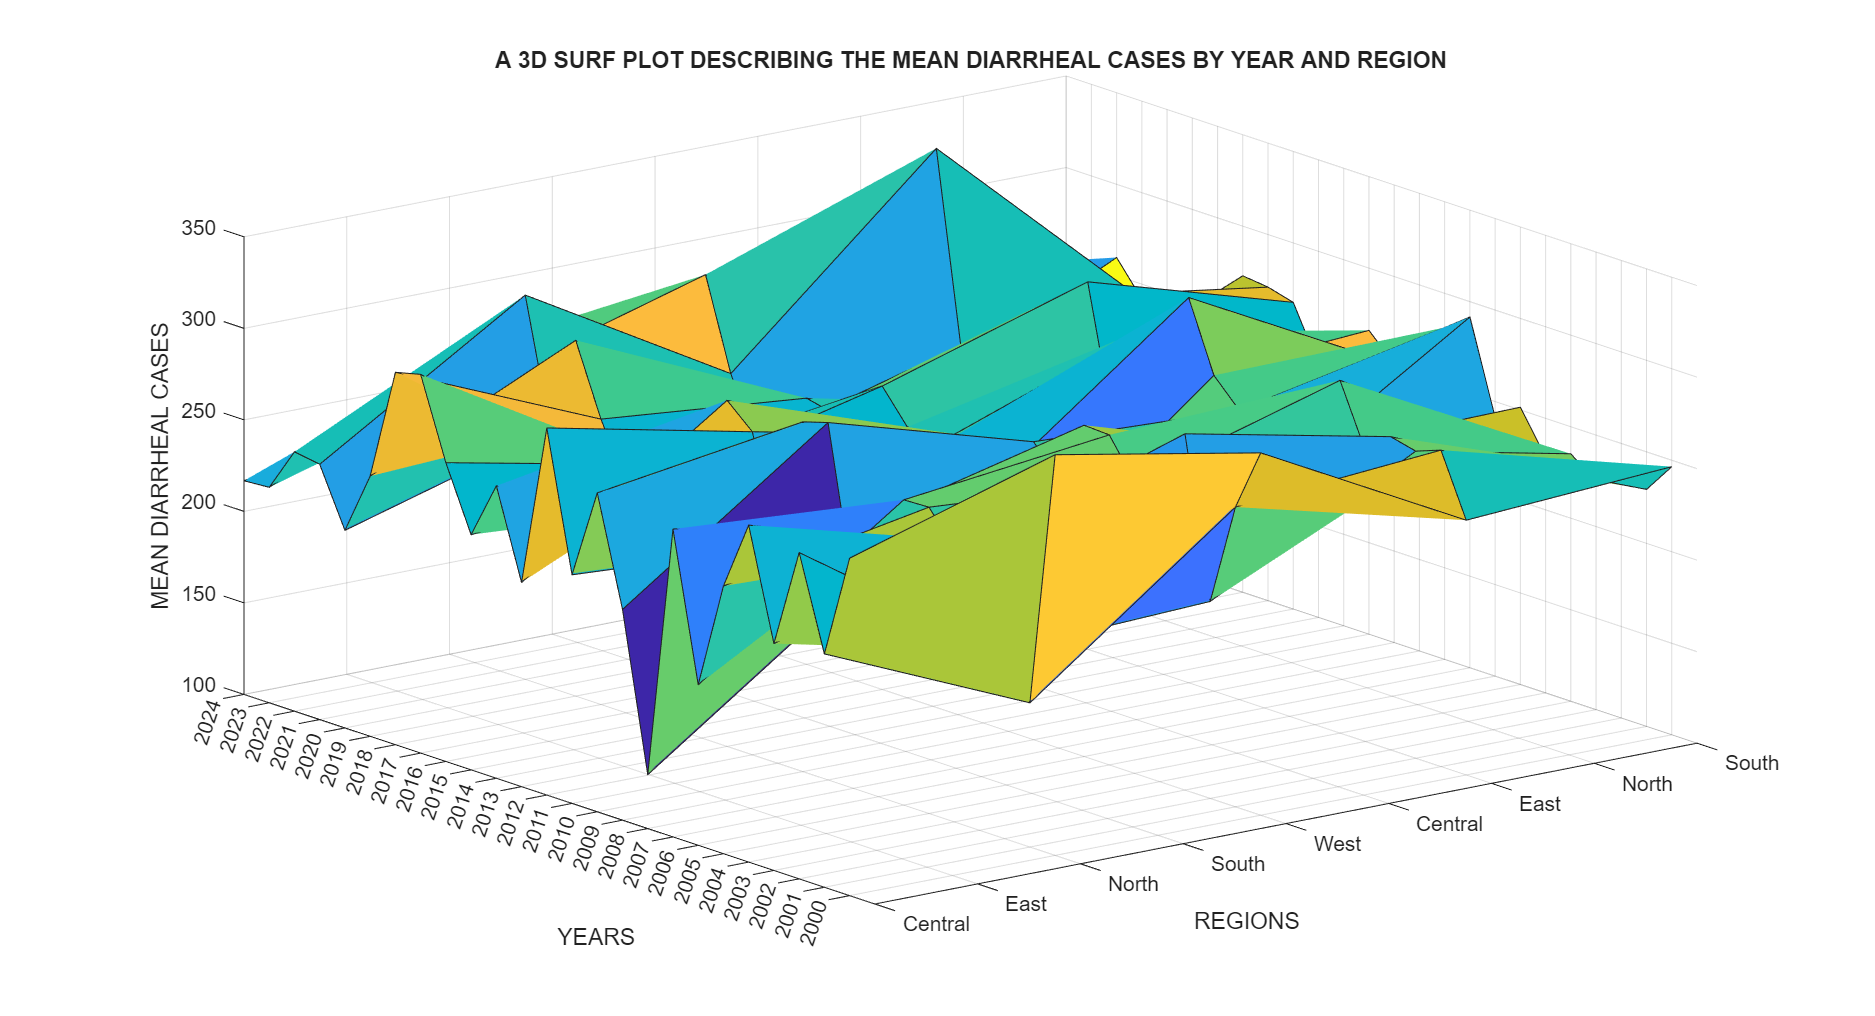 A 3D SURF PLOT DESCRIBING THE MEAN DIARRHEAL CASES BY YEAR AND REGION
MEAN DIARRHEAL CASES
350
300
250
200
150
100
2024
2023
2022
2021
2020
2019
2018
2017
2016
2015
2014
2013
2012
2011
2010
2009
2008
2007
2006
2005
2004
2003
2002
2001
2000
YEARS
Central
East
North
South
West
Central
East
North
South
REGIONS